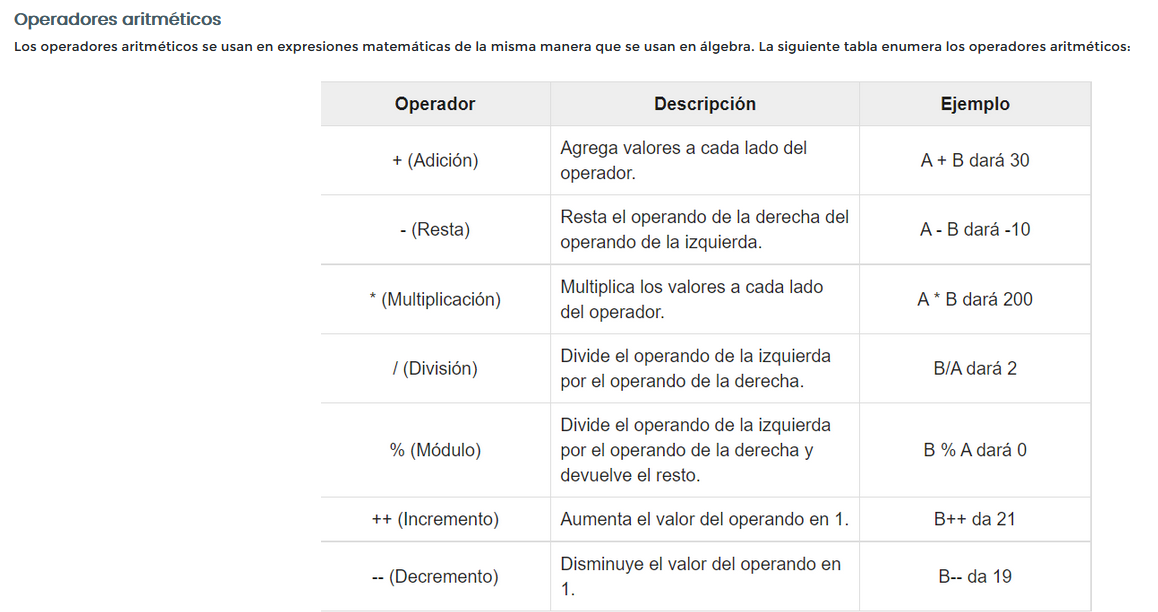 Operadores aritméticos
Los operadores aritméticos se usan en expresiones matemáticas de la misma manera que se usan en álgebra. La siguiente tabla enumera los operadores aritméticos:
Operador Descripción Ejemplo
+ (Adición)
Agrega valores a cada lado del
operador.
A + B dará 30
- (Resta)
Resta el operando de la derecha del
operando de la izquierda.
A - B dará -10
* (Multiplicación)
Multiplica los valores a cada lado
del operador.
A * B dará 200
/ (División)
Divide el operando de la izquierda
por el operando de la derecha.
B/A dará 2
% (Módulo)
Divide el operando de la izquierda
por el operando de la derecha y
devuelve el resto.
B % A dará 0
++ (Incremento)
Aumenta el valor del operando en 1.
B++ da 21
-- (Decremento)
Disminuye el valor del operando en
1.
B-- da 19